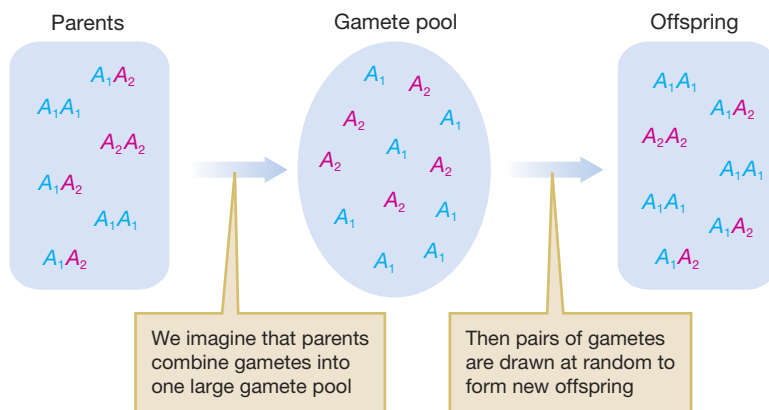 Parents
A₁A₂
A₁A₁
A₂A₂
A₁A₂
A₁A₁
A₁A₂
Gamete pool
A₁
A₂
A₂
A₁
A₁
A₂
A₂
A₂
A₁
A₁
A₁
A₁
Offspring
A₁A₁
A₁A₂
A₂A₂
A₁A₁
A₁A₁
A₁A₂
A₁A₂
We imagine that parents
combine gametes into
one large gamete pool
Then pairs of gametes
are drawn at random to
form new offspring